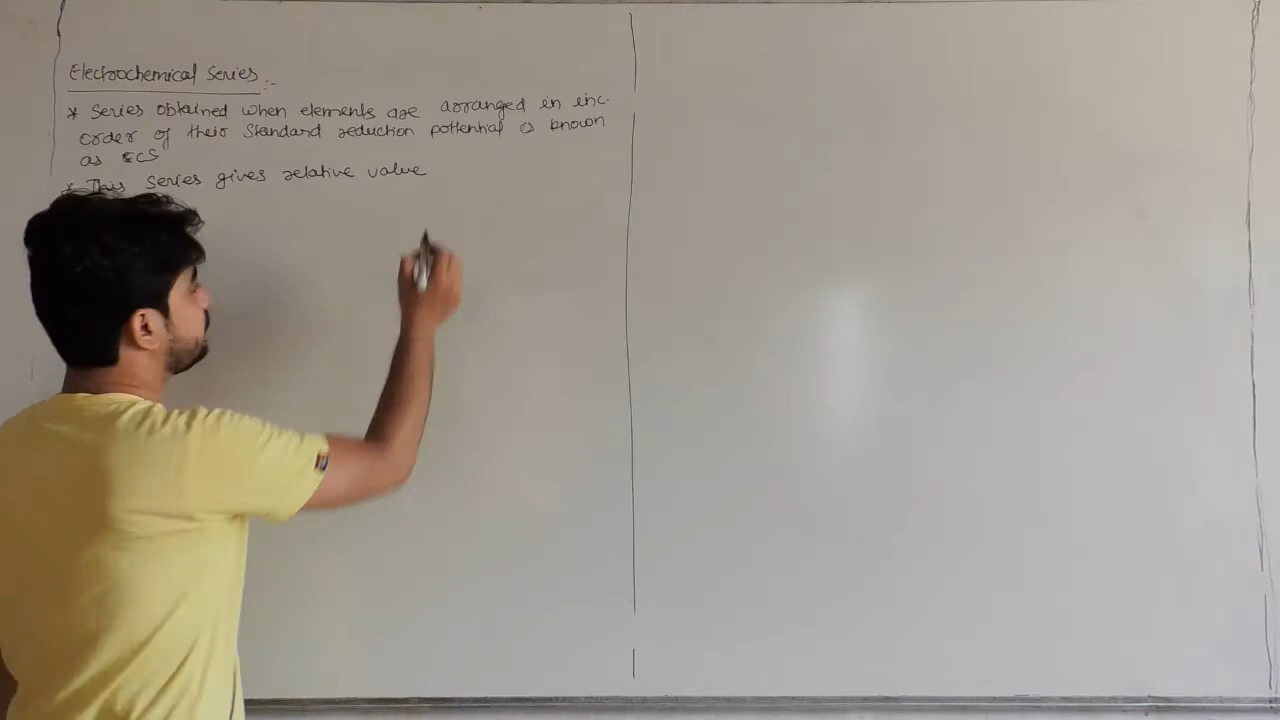 Electrochemical Series :-
* Series obtained when elements are arranged in inc.
order of their Standard reduction pottential is known
as ECS
* This Series gives relative value